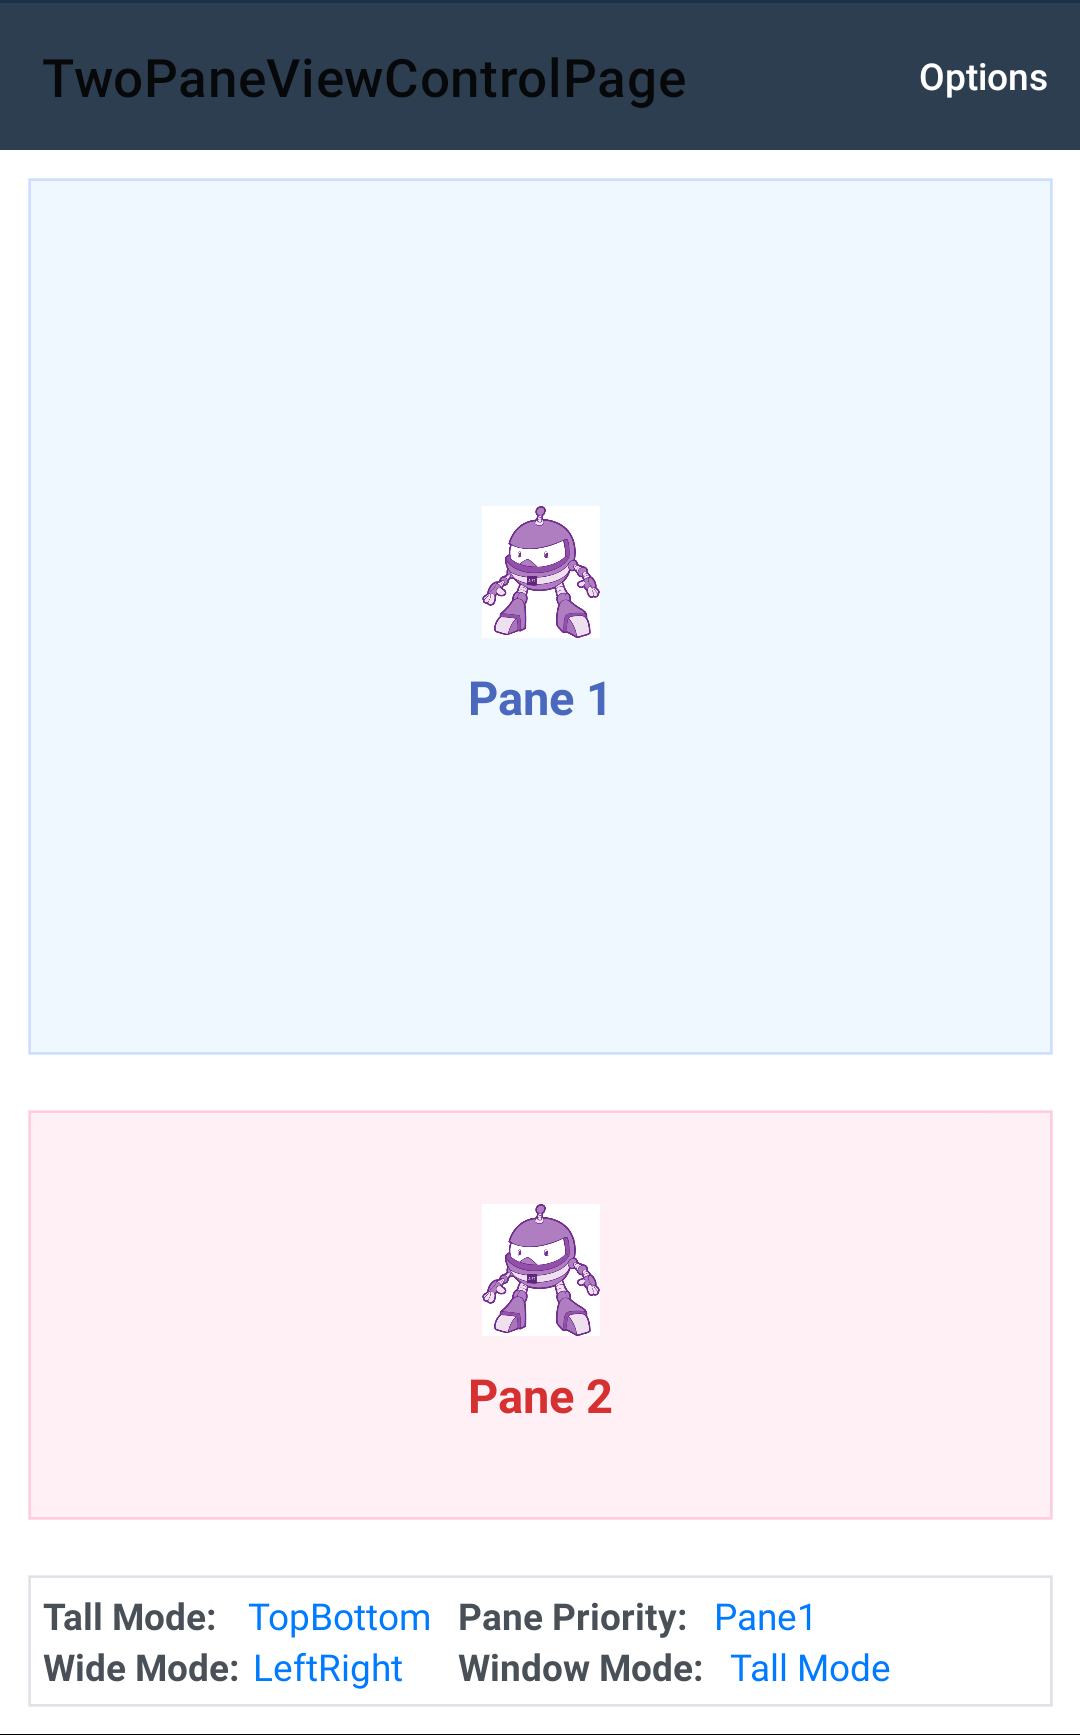 TwoPaneViewControlPage Options
Pane 1
Pane 2
Tall Mode: TopBottom Pane Priority: Pane1
Wide Mode: LeftRight Window Mode: Tall Mode